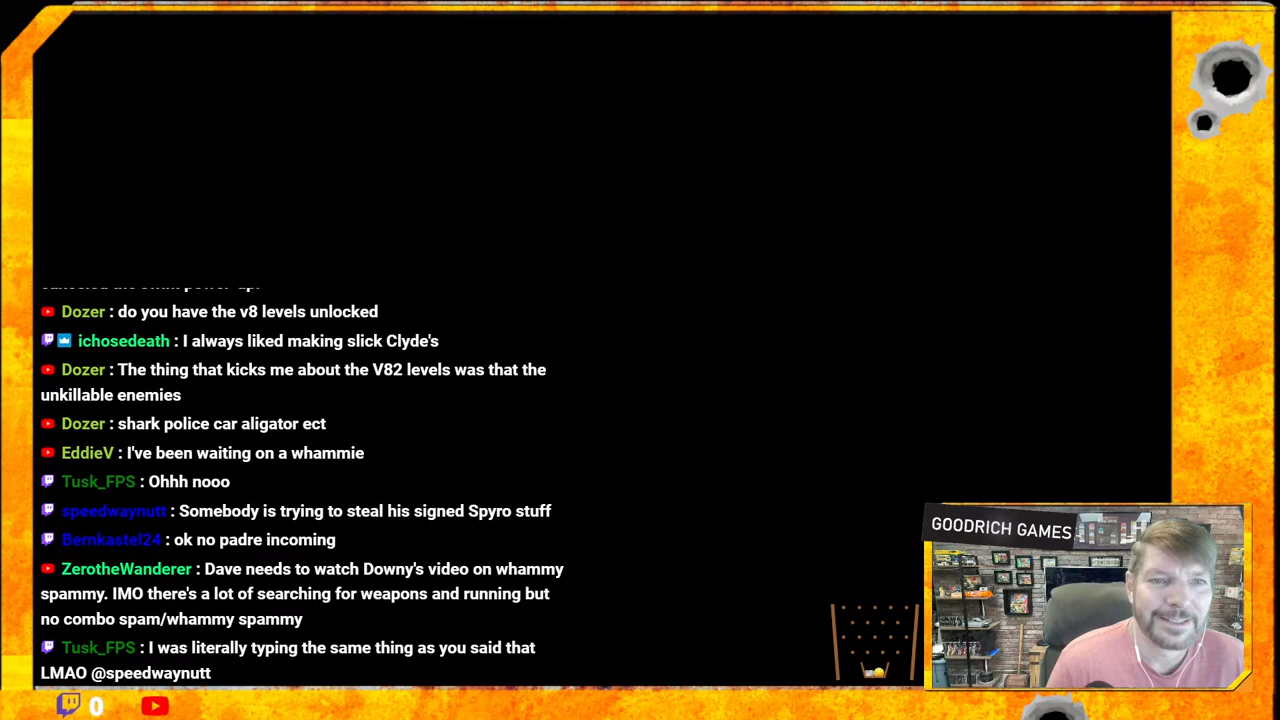 Dozer : do you have the v8 levels unlocked
ichosedeath : I always liked making slick Clyde's
Dozer : The thing that kicks me about the V82 levels was that the
unkillable enemies
Dozer : shark police car aligator ect
EddieV : I've been waiting on a whammie
Tusk_FPS : Ohhh nooo
speedwaynutt : Somebody is trying to steal his signed Spyro stuff
Bernkastel24 : ok no padre incoming
ZerotheWanderer : Dave needs to watch Downy's video on whammy
spammy. IMO there's a lot of searching for weapons and running but
no combo spam/whammy spammy
Tusk_FPS : I was literally typing the same thing as you said that
LMAO @speedwaynutt
GOODRICH GAMES
0